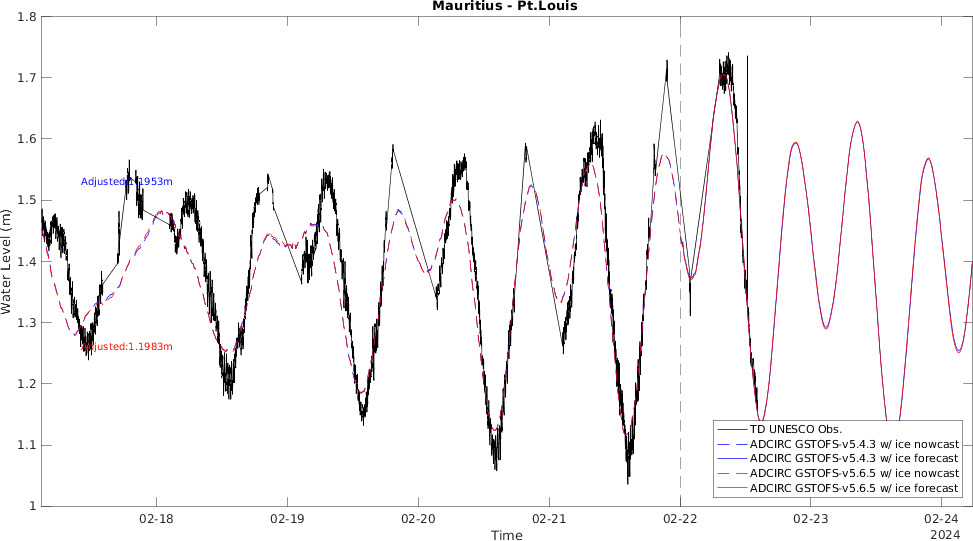 Mauritius - Pt.Louis
1.8
1.7
1.6
1.5
1.4
1.3
1.2
1.1
1
Water Level (m)
Adjusted:1.1953m
Adjusted:1.1983m
TD UNESCO Obs.
ADCIRC GSTOFS-v5.4.3 w/ ice nowcast
ADCIRC GSTOFS-v5.4.3 w/ ice forecast
ADCIRC GSTOFS-v5.6.5 w/ ice nowcast
ADCIRC GSTOFS-v5.6.5 w/ ice forecast
02-18
02-19
02-20
02-21
02-22
02-23
02-24
Time
2024